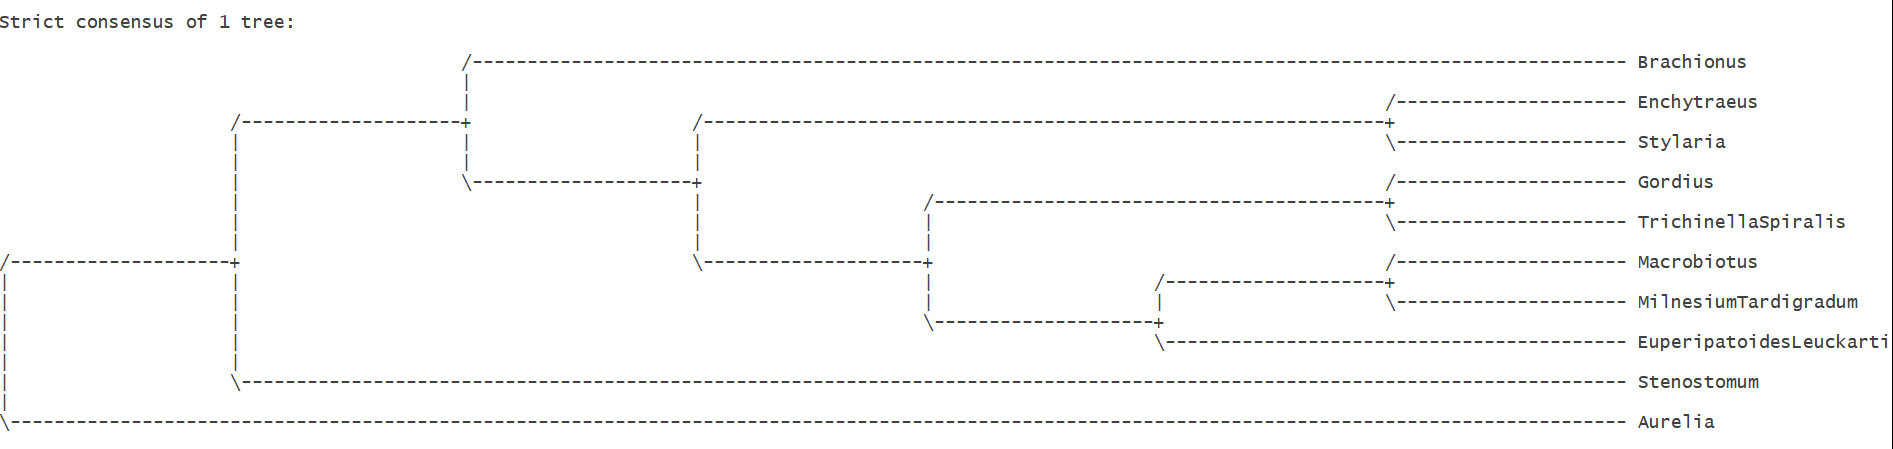 Strict consensus of 1 tree:
Brachionus
Enchytraeus
Stylaria
Gordius
TrichinellaSpiralis
Macrobiotus
MilnesiumTardigradum
EuperipatoidesLeuckarti
Stenostomum
Aurelia